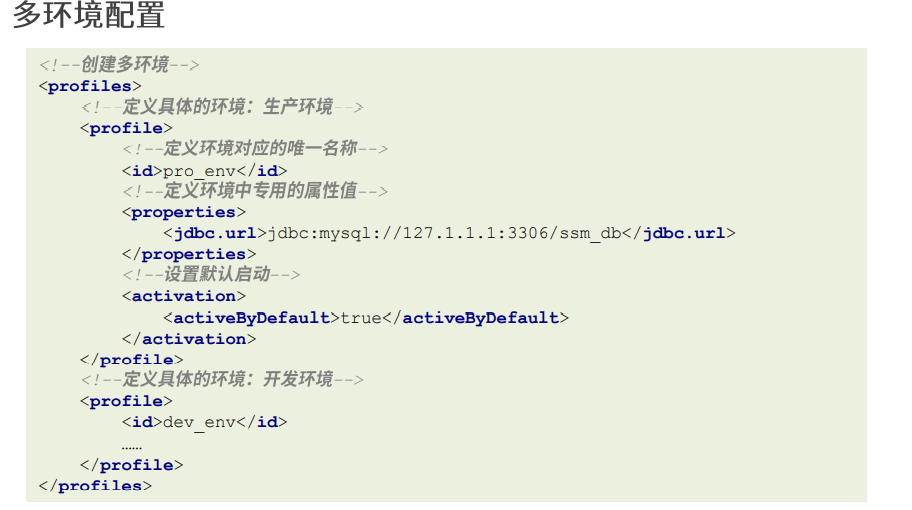 多环境配置
<!--创建多环境-->
<profiles>
<!--定义具体的环境：生产环境-->
<profile>
<!--定义环境对应的唯一名称-->
<id>pro_env</id>
<!--定义环境中专用的属性值-->
<properties>
<jdbc.url>jdbc:mysql://127.1.1.1:3306/ssm_db</jdbc.url>
</properties>
<!--设置默认启动-->
<activation>
<activeByDefault>true</activeByDefault>
</activation>
</profile>
<!--定义具体的环境：开发环境-->
<profile>
<id>dev_env</id>
……
</profile>
</profiles>